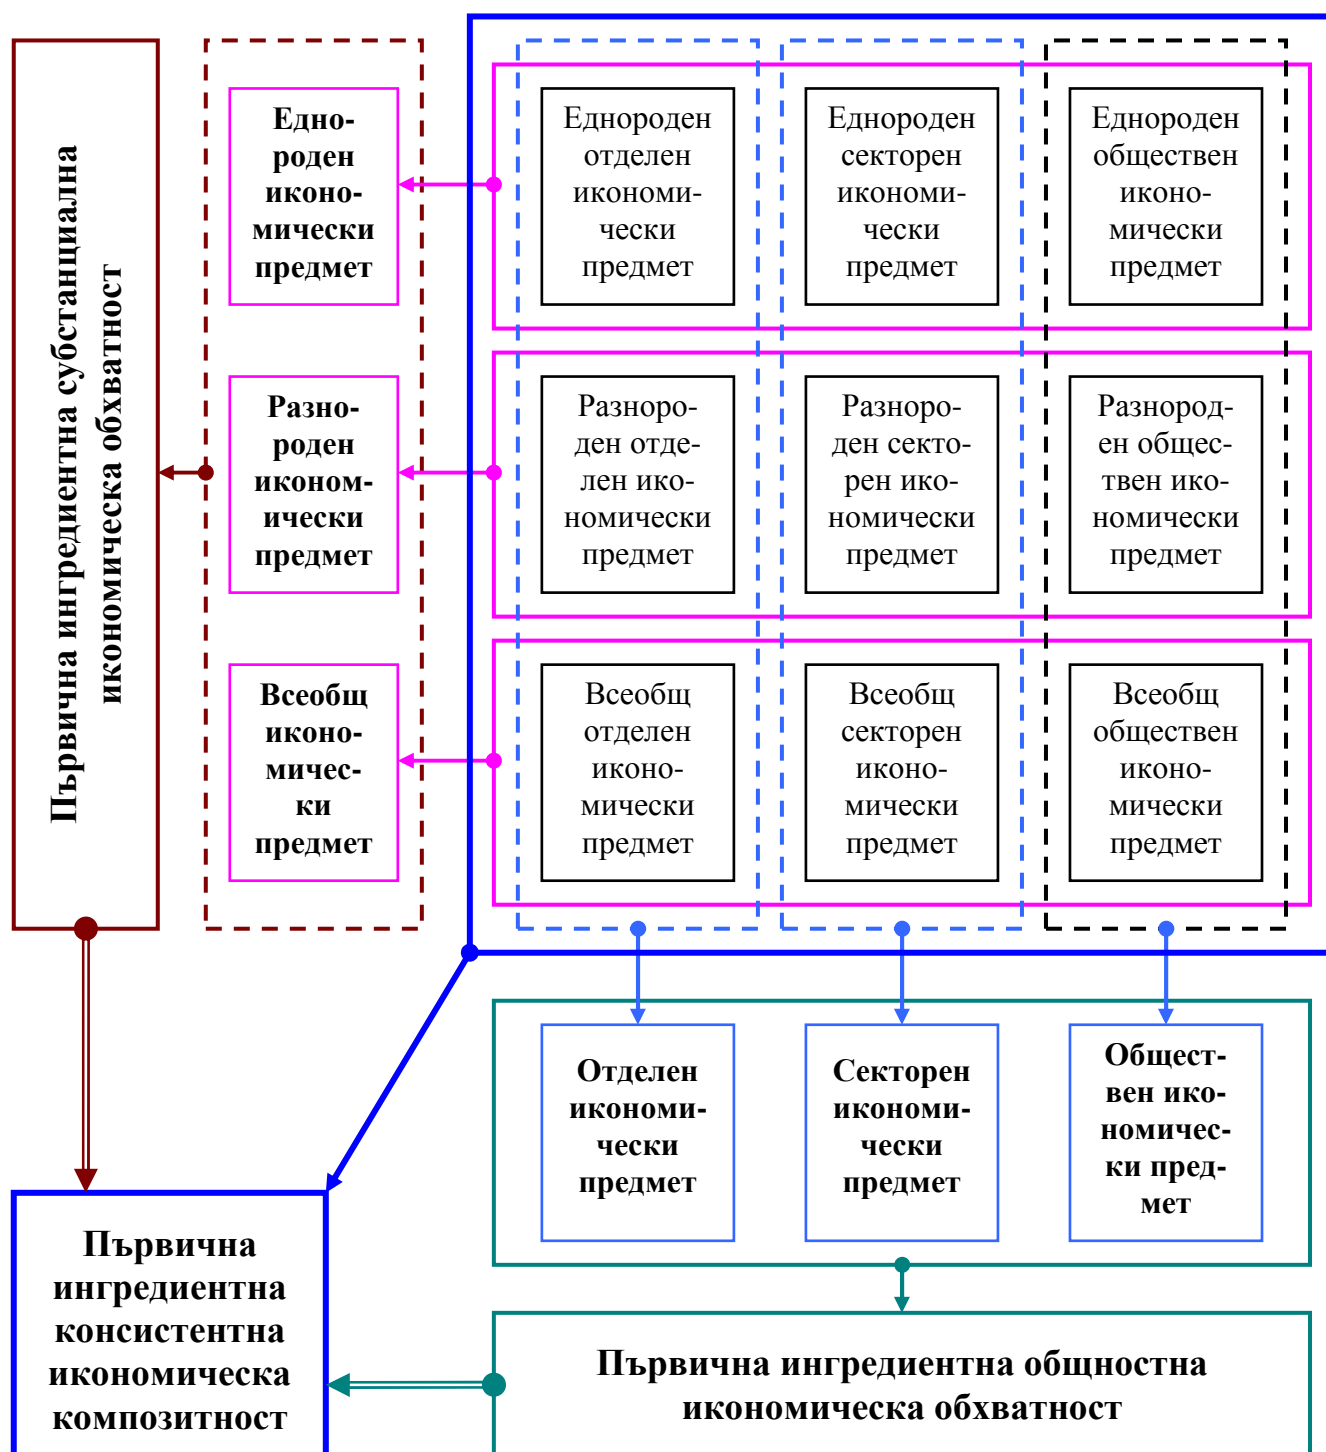 Първична ингредиентна субстанциална
икономическа обхватност
Едно-
роден
иконо-
мически
предмет
Еднороден
отделен
икономи-
чески
предмет
Еднороден
секторен
икономи-
чески
предмет
Еднороден
обществен
иконо-
мически
предмет
Разно-
роден
иконом-
ически
предмет
Разноро-
ден отде-
лен ико-
номически
предмет
Разноро-
ден секто-
рен ико-
номически
предмет
Разнород-
ен общес-
твен ико-
номически
предмет
Всеобщ
иконо-
мичес-
ки
предмет
Всеобщ
отделен
иконо-
мически
предмет
Всеобщ
секторен
иконо-
мически
предмет
Всеобщ
обществен
иконо-
мически
предмет
Отделен
икономи-
чески
предмет
Секторен
икономи-
чески
предмет
Общест-
вен ико-
номичес-
ки пред-
мет
Първична
ингредиентна
консистентна
икономическа
композитност
Първична ингредиентна общностна
икономическа обхватност